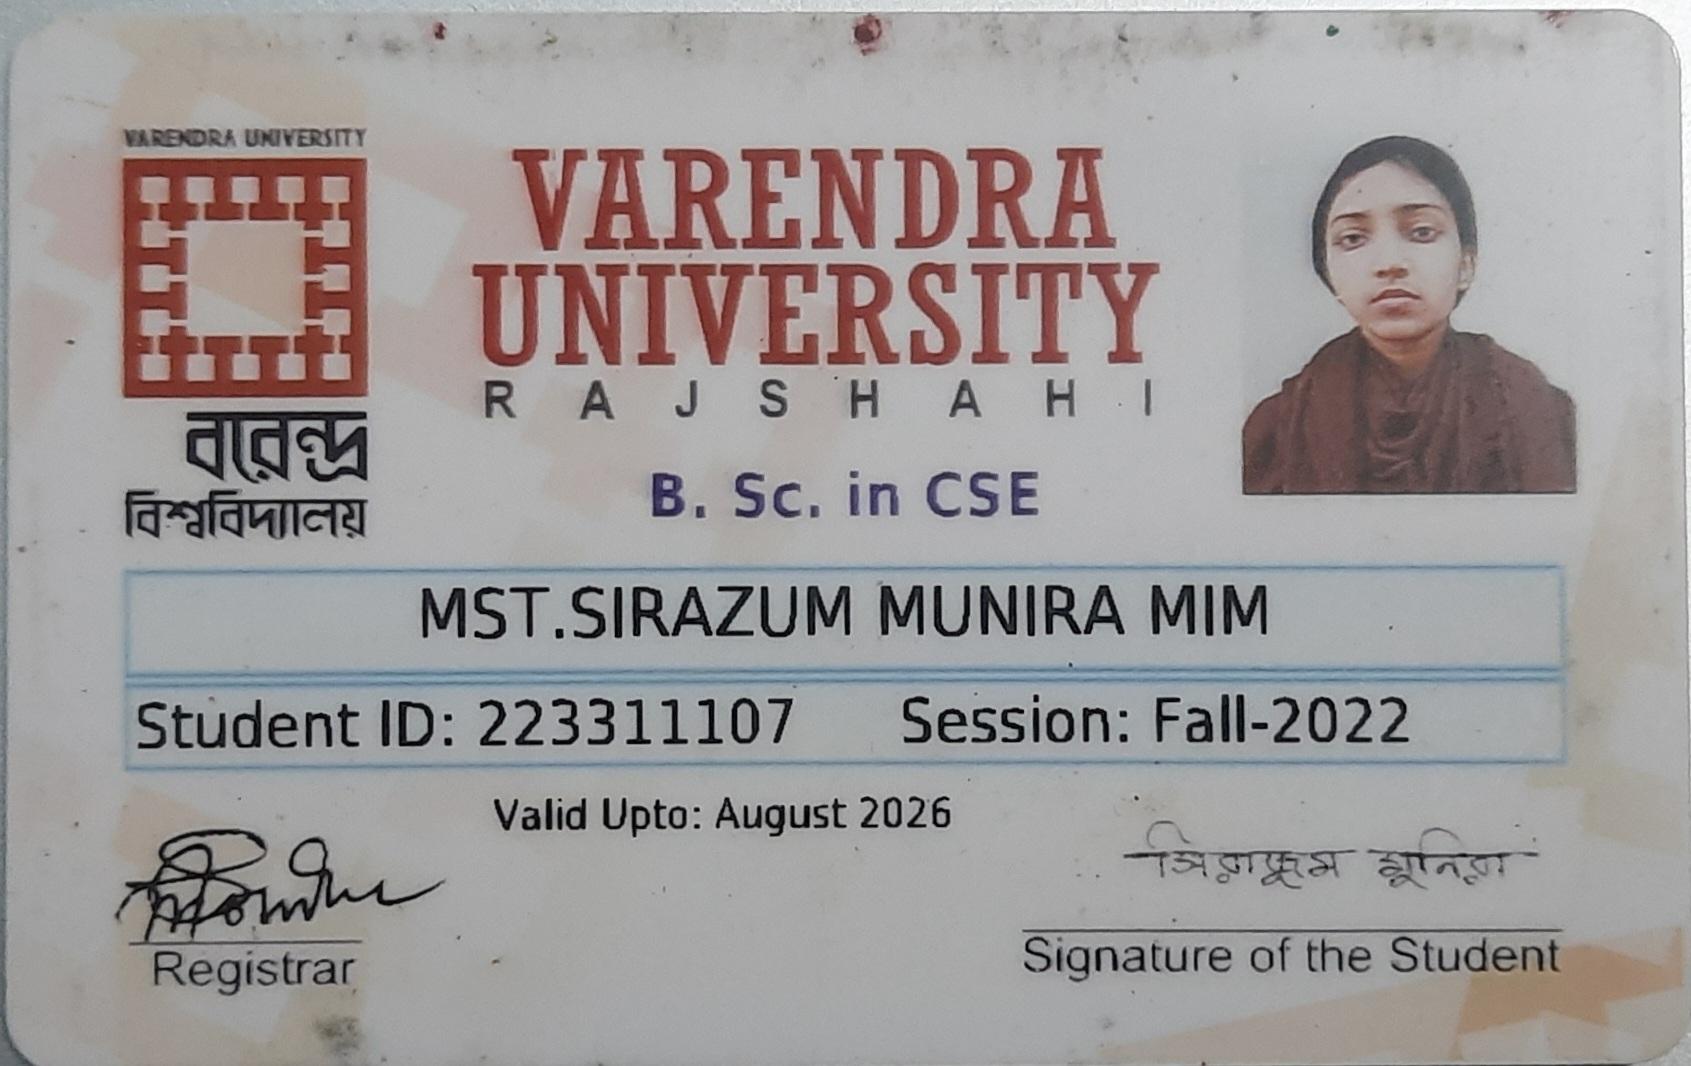 VARENDRA UNIVERSITY
বরেন্দ্র
বিশ্ববিদ্যালয়
VARENDRA
UNIVERSITY
RAJSHAHI
B. Sc. in CSE
MST.SIRAZUM MUNIRA MIM
Student ID: 223311107 Session: Fall-2022
Valid Upto: August 2026
সিরাজুম মুনিরা
Registrar
Signature of the Student